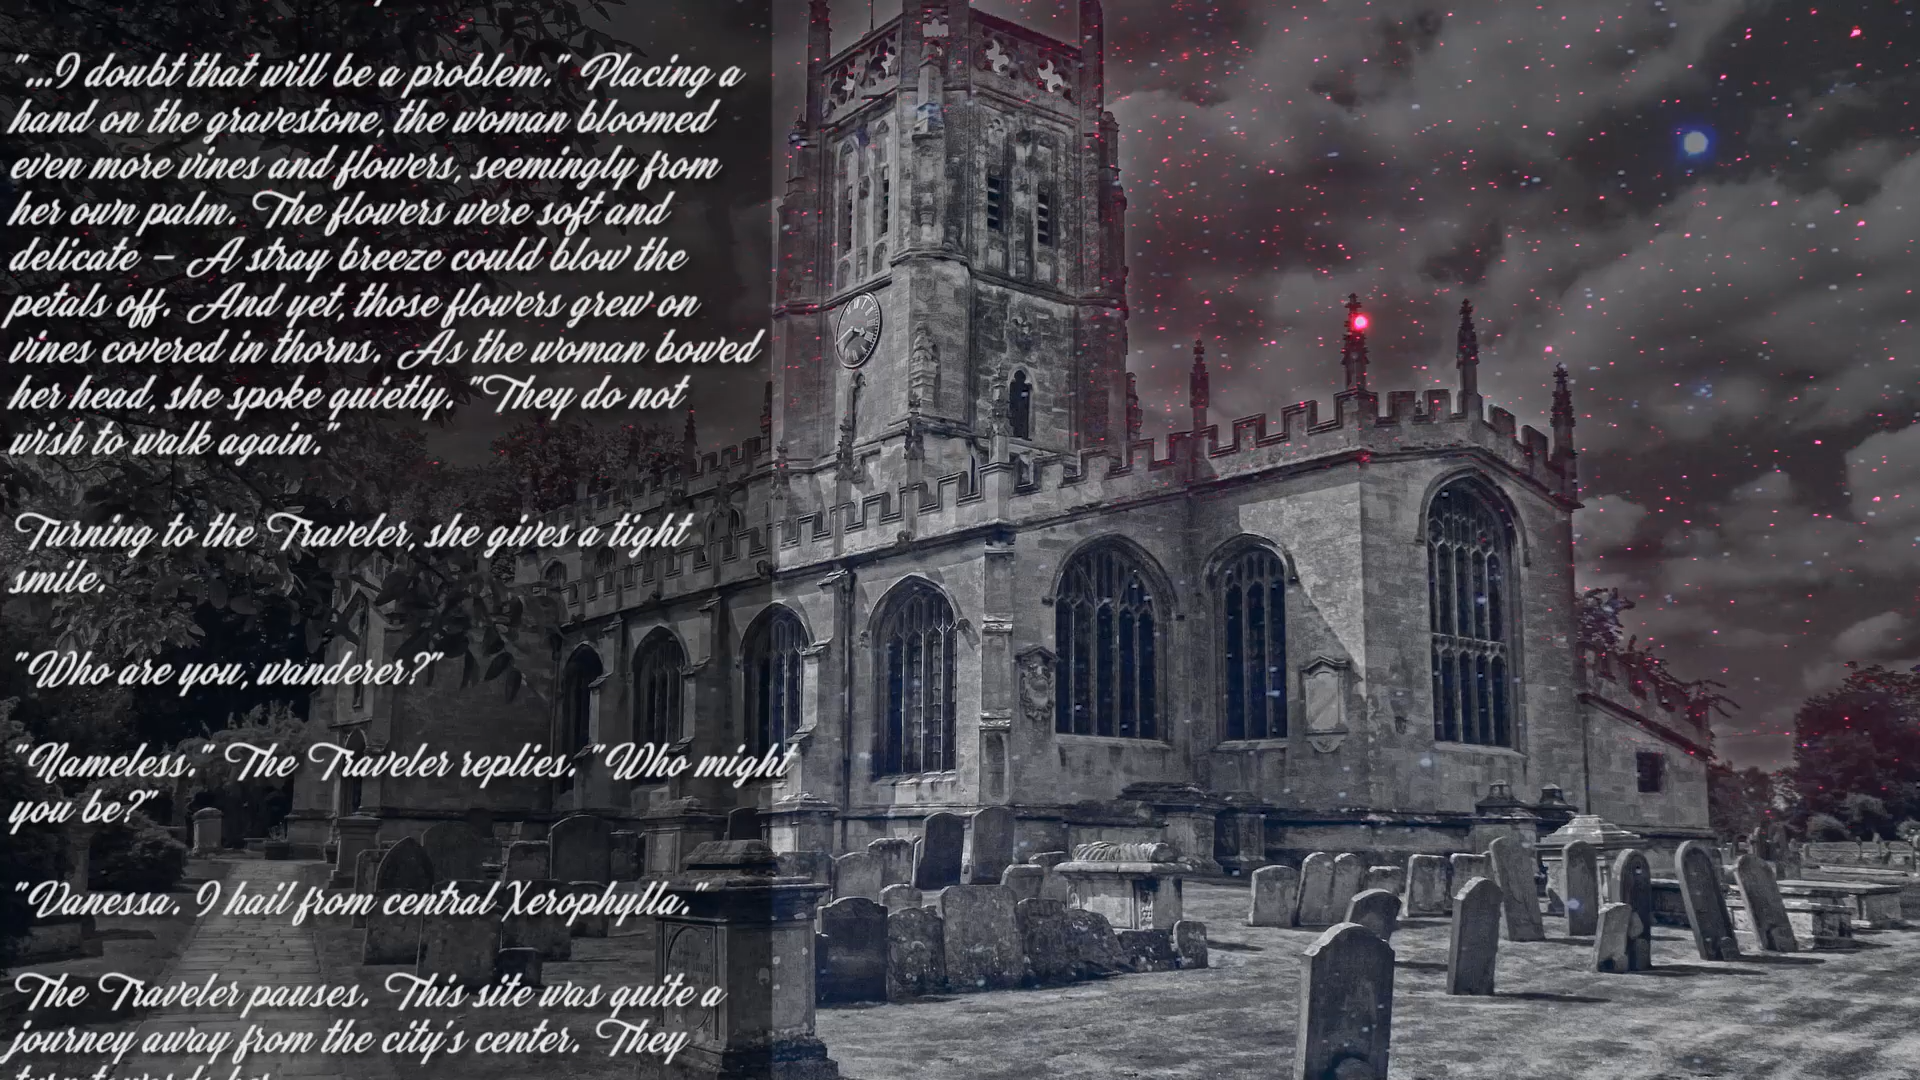 "...I doubt that will be a problem." Placing a
hand on the gravestone, the woman bloomed
even more vines and flowers, seemingly from
her own palm. The flowers were soft and
delicate – A stray breeze could blow the
petals off. And yet, those flowers grew on
vines covered in thorns. As the woman bowed
her head, she spoke quietly. "They do not
wish to walk again."
Turning to the Traveler, she gives a tight
smile.
"Who are you, wanderer?"
"Nameless." The Traveler replies. "Who might
you be?"
"Vanessa. I hail from central Xerophylla."
The Traveler pauses. This site was quite a
journey away from the city's center. They